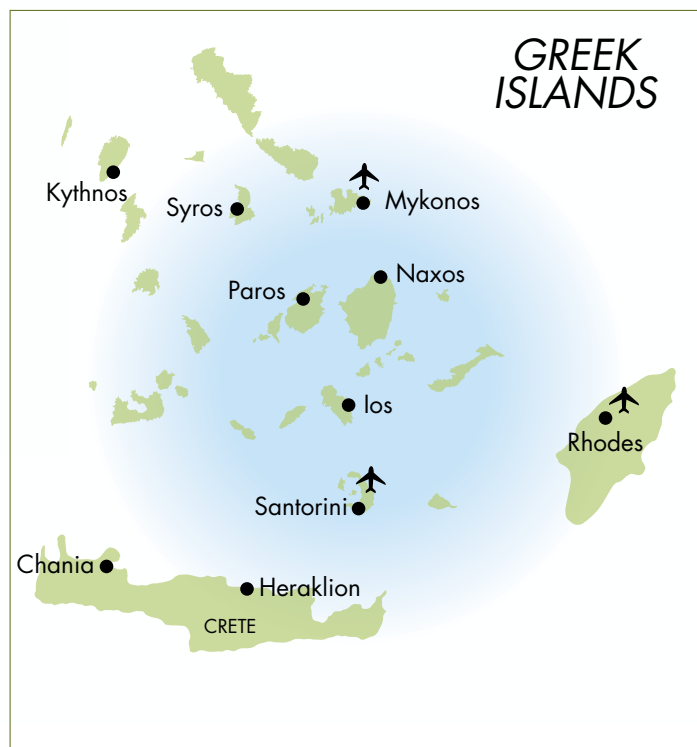 GREEK
ISLANDS
Kythnos
Syros
Mykonos
Naxos
Paros
Ios
Rhodes
Santorini
Chania
Heraklion
CRETE